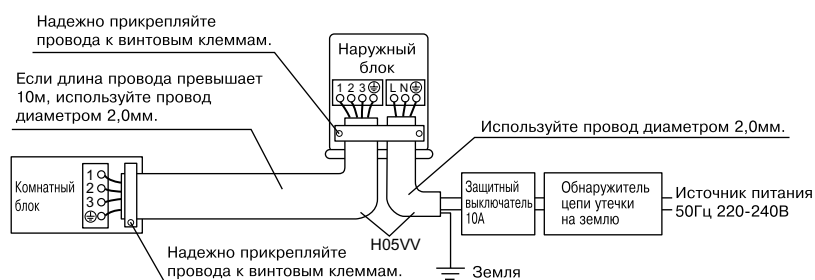 Надежно прикрепляйте
провода к винтовым клеммам.
Если длина провода превышает
10м, используйте провод
диаметром 2,0мм.
Наружный
блок
1 2 3
L N
Используйте провод диаметром 2,0мм.
Комнатный
блок
1
2
3
Защитный
выключатель
10А
Обнаружитель
цепи утечки
на землю
Источник питания
50Гц 220-240В
H05VV
Надежно прикрепляйте
провода к винтовым клеммам.
Земля